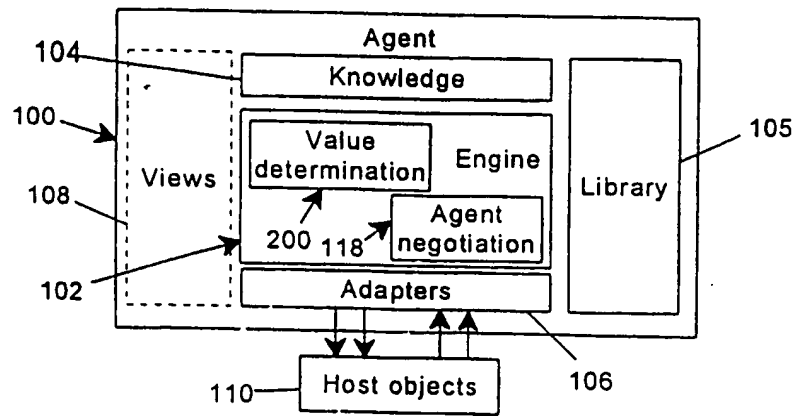 Agent
104
Knowledge
100
105
Value
determination
Engine
Views
Library
108
Agent
negotiation
200
118
102
Adapters
106
110
Host objects